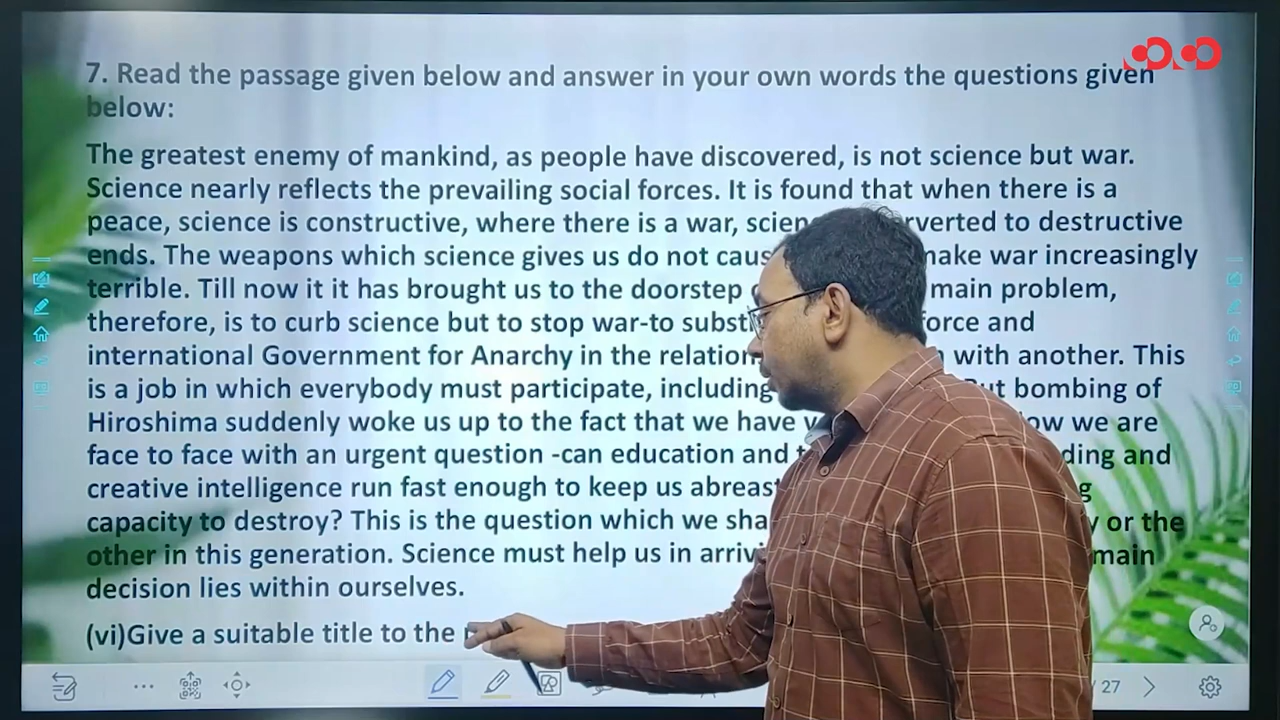 7. Read the passage given below and answer in your own words the questions given
below:
The greatest enemy of mankind, as people have discovered, is not science but war.
Science nearly reflects the prevailing social forces. It is found that when there is a
peace, science is constructive, where there is a war, verted to destructive
ends. The weapons which science gives us do not make war increasingly
terrible. Till now it it has brought us to the doorstep main problem,
therefore, is to curb science but to stop war-to force and
international Government for Anarchy in the with another. This
is a job in which everybody must participate, including bombing of
Hiroshima suddenly woke us up to the fact that we have we are
face to face with an urgent question -can education and ding and
creative intelligence run fast enough to keep us
capacity to destroy? This is the question which we or the
other in this generation. Science must help us in main
decision lies within ourselves.
(vi)Give a suitable title to the
/ 27